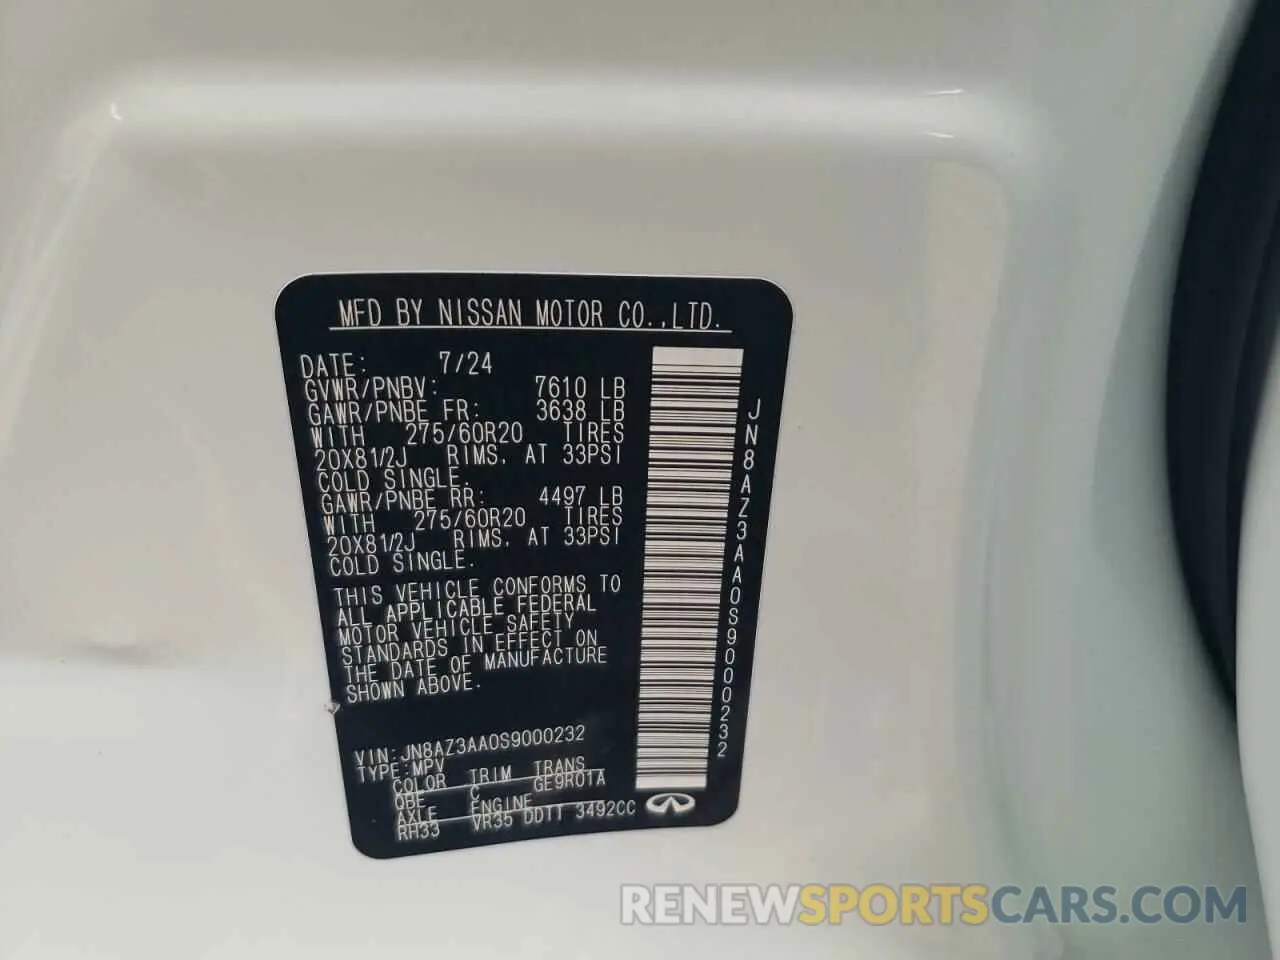 MFD BY NISSAN MOTOR CO.,LTD.
DATE: 7/24
GVWR/PNBV: 7610 LB
GAWR/PNBE FR: 3638 LB
WITH 275/60R20 TIRES
20X81/2J RIMS, AT 33PSI
COLD SINGLE.
GAWR/PNBE RR: 4497 LB
WITH 275/60R20 TIRES
20X81/2J RIMS, AT 33PSI
COLD SINGLE.
THIS VEHICLE CONFORMS TO
ALL APPLICABLE FEDERAL
MOTOR VEHICLE SAFETY
STANDARDS IN EFFECT ON
THE DATE OF MANUFACTURE
SHOWN ABOVE.
VIN:JN8AZ3AA0S9000232
TYPE:MPV
COLOR TRIM TRANS
QBE C GE9R01A
AXLE ENGINE
RH33 VR35 DDTT 3492CC
JN8AZ3AA0S9000232
RENEWSPORTSCARS.COM